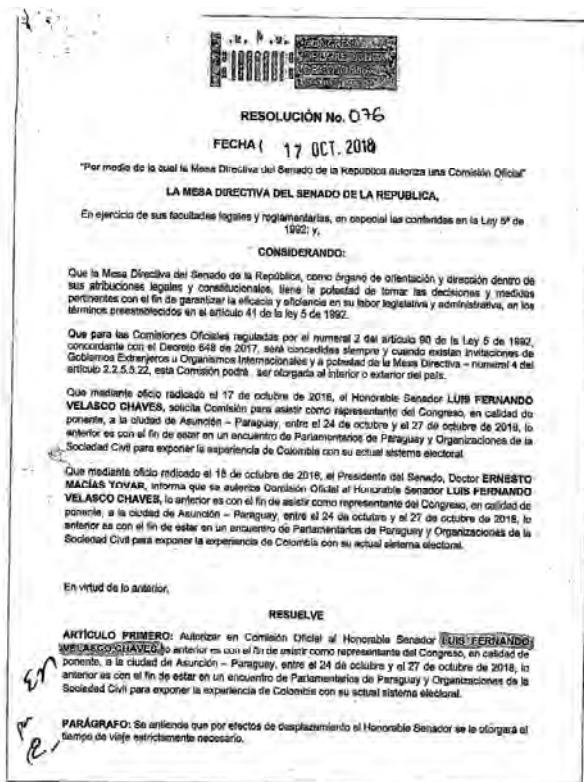 RESOLUCIÓN No. 076
FECHA ( 17 OCT. 2018
"Por medio de la cual la Mesa Directiva del Senado de la Republica autoriza una Comisión Oficial"
LA MESA DIRECTIVA DEL SENADO DE LA REPUBLICA,
En ejercicio de sus facultades legales y reglamentarias, en especial las contenidas en la Ley 5ª de
1992; y,
CONSIDERANDO:
Que la Mesa Directiva del Senado de la República, como órgano de orientación y dirección dentro de
sus atribuciones legales y constitucionales, tiene la potestad de tomar las decisiones y medidas
pertinentes con el fin de garantizar la eficacia y eficiencia en su labor legislativa y administrativa, en los
términos preestablecidos en el artículo 41 de la ley 5 de 1992.
Que para las Comisiones Oficiales reguladas por el numeral 2 del artículo 90 de la Ley 5 de 1992,
concordante con el Decreto 648 de 2017, será concedidas siempre y cuando existan invitaciones de
Gobiernos Extranjeros u Organismos Internacionales y a potestad de la Mesa Directiva – numeral 4 del
artículo 2.2.5.5.22, esta Comisión podrá ser otorgada al interior o exterior del país.
Que mediante oficio radicado el 17 de octubre de 2018, el Honorable Senador LUIS FERNANDO
VELASCO CHAVES, solicita Comisión para asistir como representante del Congreso, en calidad de
ponente, a la ciudad de Asunción – Paraguay, entre el 24 de octubre y el 27 de octubre de 2018, lo
anterior es con el fin de estar en un encuentro de Parlamentarios de Paraguay y Organizaciones de la
Sociedad Civil para exponer la experiencia de Colombia con su actual sistema electoral.
Que mediante oficio radicado el 18 de octubre de 2018, el Presidente del Senado, Doctor ERNESTO
MACÍAS TOVAR, informa que se autoriza Comisión Oficial al Honorable Senador LUIS FERNANDO
VELASCO CHAVES, lo anterior es con el fin de asistir como representante del Congreso, en calidad de
ponente, a la ciudad de Asunción – Paraguay, entre el 24 de octubre y el 27 de octubre de 2018, lo
anterior es con el fin de estar en un encuentro de Parlamentarios de Paraguay y Organizaciones de la
Sociedad Civil para exponer la experiencia de Colombia con su actual sistema electoral.
En virtud de lo anterior,
RESUELVE
ARTÍCULO PRIMERO: Autorizar en Comisión Oficial al Honorable Senador LUIS FERNANDO
VELASCO CHAVES lo anterior es con el fin de asistir como representante del Congreso, en calidad de
ponente, a la ciudad de Asunción – Paraguay, entre el 24 de octubre y el 27 de octubre de 2018, lo
anterior es con el fin de estar en un encuentro de Parlamentarios de Paraguay y Organizaciones de la
Sociedad Civil para exponer la experiencia de Colombia con su actual sistema electoral.
PARÁGRAFO: Se entiende que por efectos de desplazamiento al Honorable Senador se le otorgará el
tiempo de viaje estrictamente necesario.